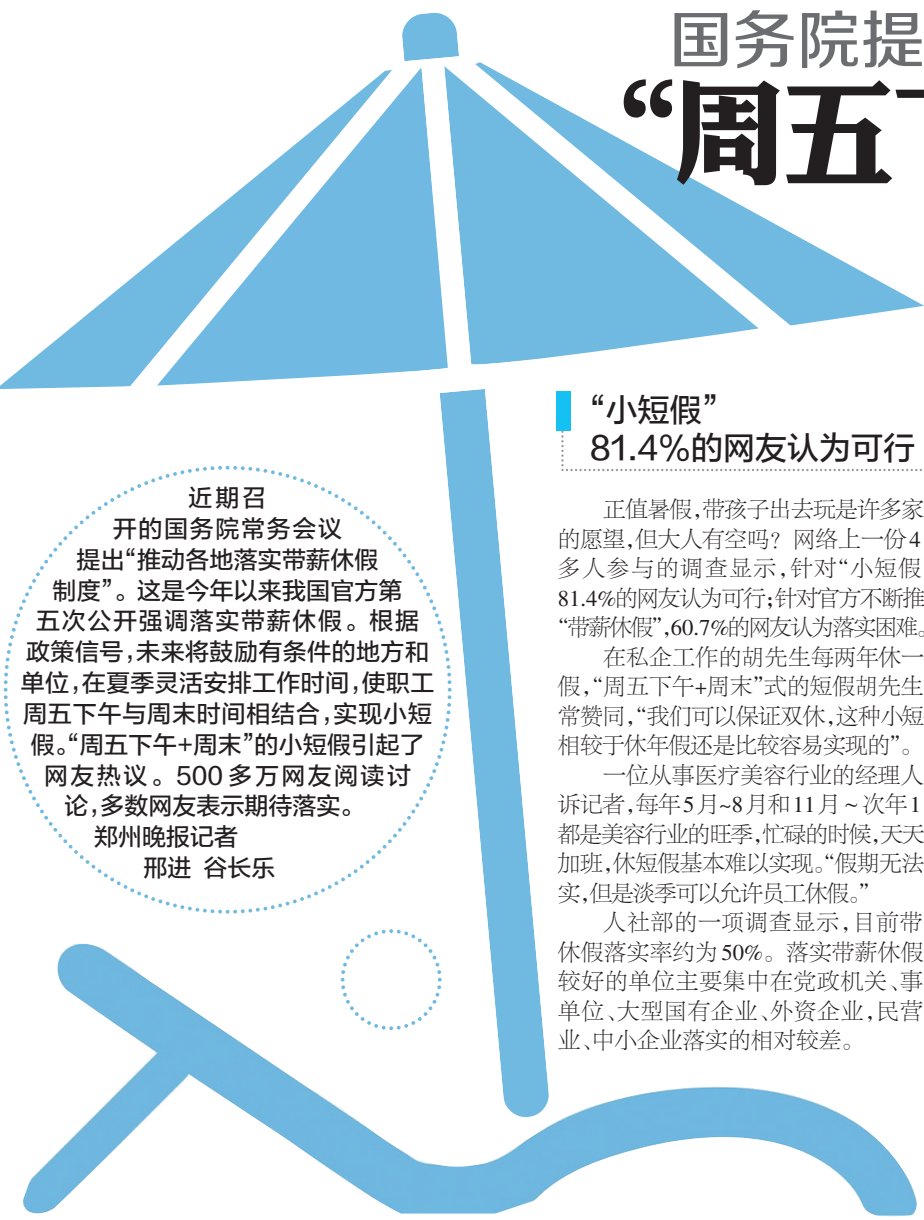 国务院提
“周五
近期召
开的国务院常务会议
提出“推动各地落实带薪休假
制度”。这是今年以来我国官方第
五次公开强调落实带薪休假。根据
政策信号,未来将鼓励有条件的地方和
单位,在夏季灵活安排工作时间,使职工
周五下午与周末时间相结合,实现小短
假。“周五下午+周末”的小短假引起了
网友热议。500多万网友阅读讨
论,多数网友表示期待落实。
郑州晚报记者
邢进 谷长乐
“小短假”
81.4%的网友认为可行
正值暑假,带孩子出去玩是许多家
的愿望,但大人有空吗？网络上一份4
多人参与的调查显示,针对“小短假
81.4%的网友认为可行;针对官方不断推
“带薪休假”,60.7%的网友认为落实困难。
在私企工作的胡先生每两年休一
假,“周五下午+周末”式的短假胡先生
常赞同,“我们可以保证双休,这种小短
相较于休年假还是比较容易实现的”。
一位从事医疗美容行业的经理人
诉记者,每年5月~8月和11月~次年1
都是美容行业的旺季,忙碌的时候,天天
加班,休短假基本难以实现。“假期无法
实,但是淡季可以允许员工休假。”
人社部的一项调查显示,目前带
休假落实率约为50%。落实带薪休假
较好的单位主要集中在党政机关、事
单位、大型国有企业、外资企业,民营
业、中小企业落实的相对较差。